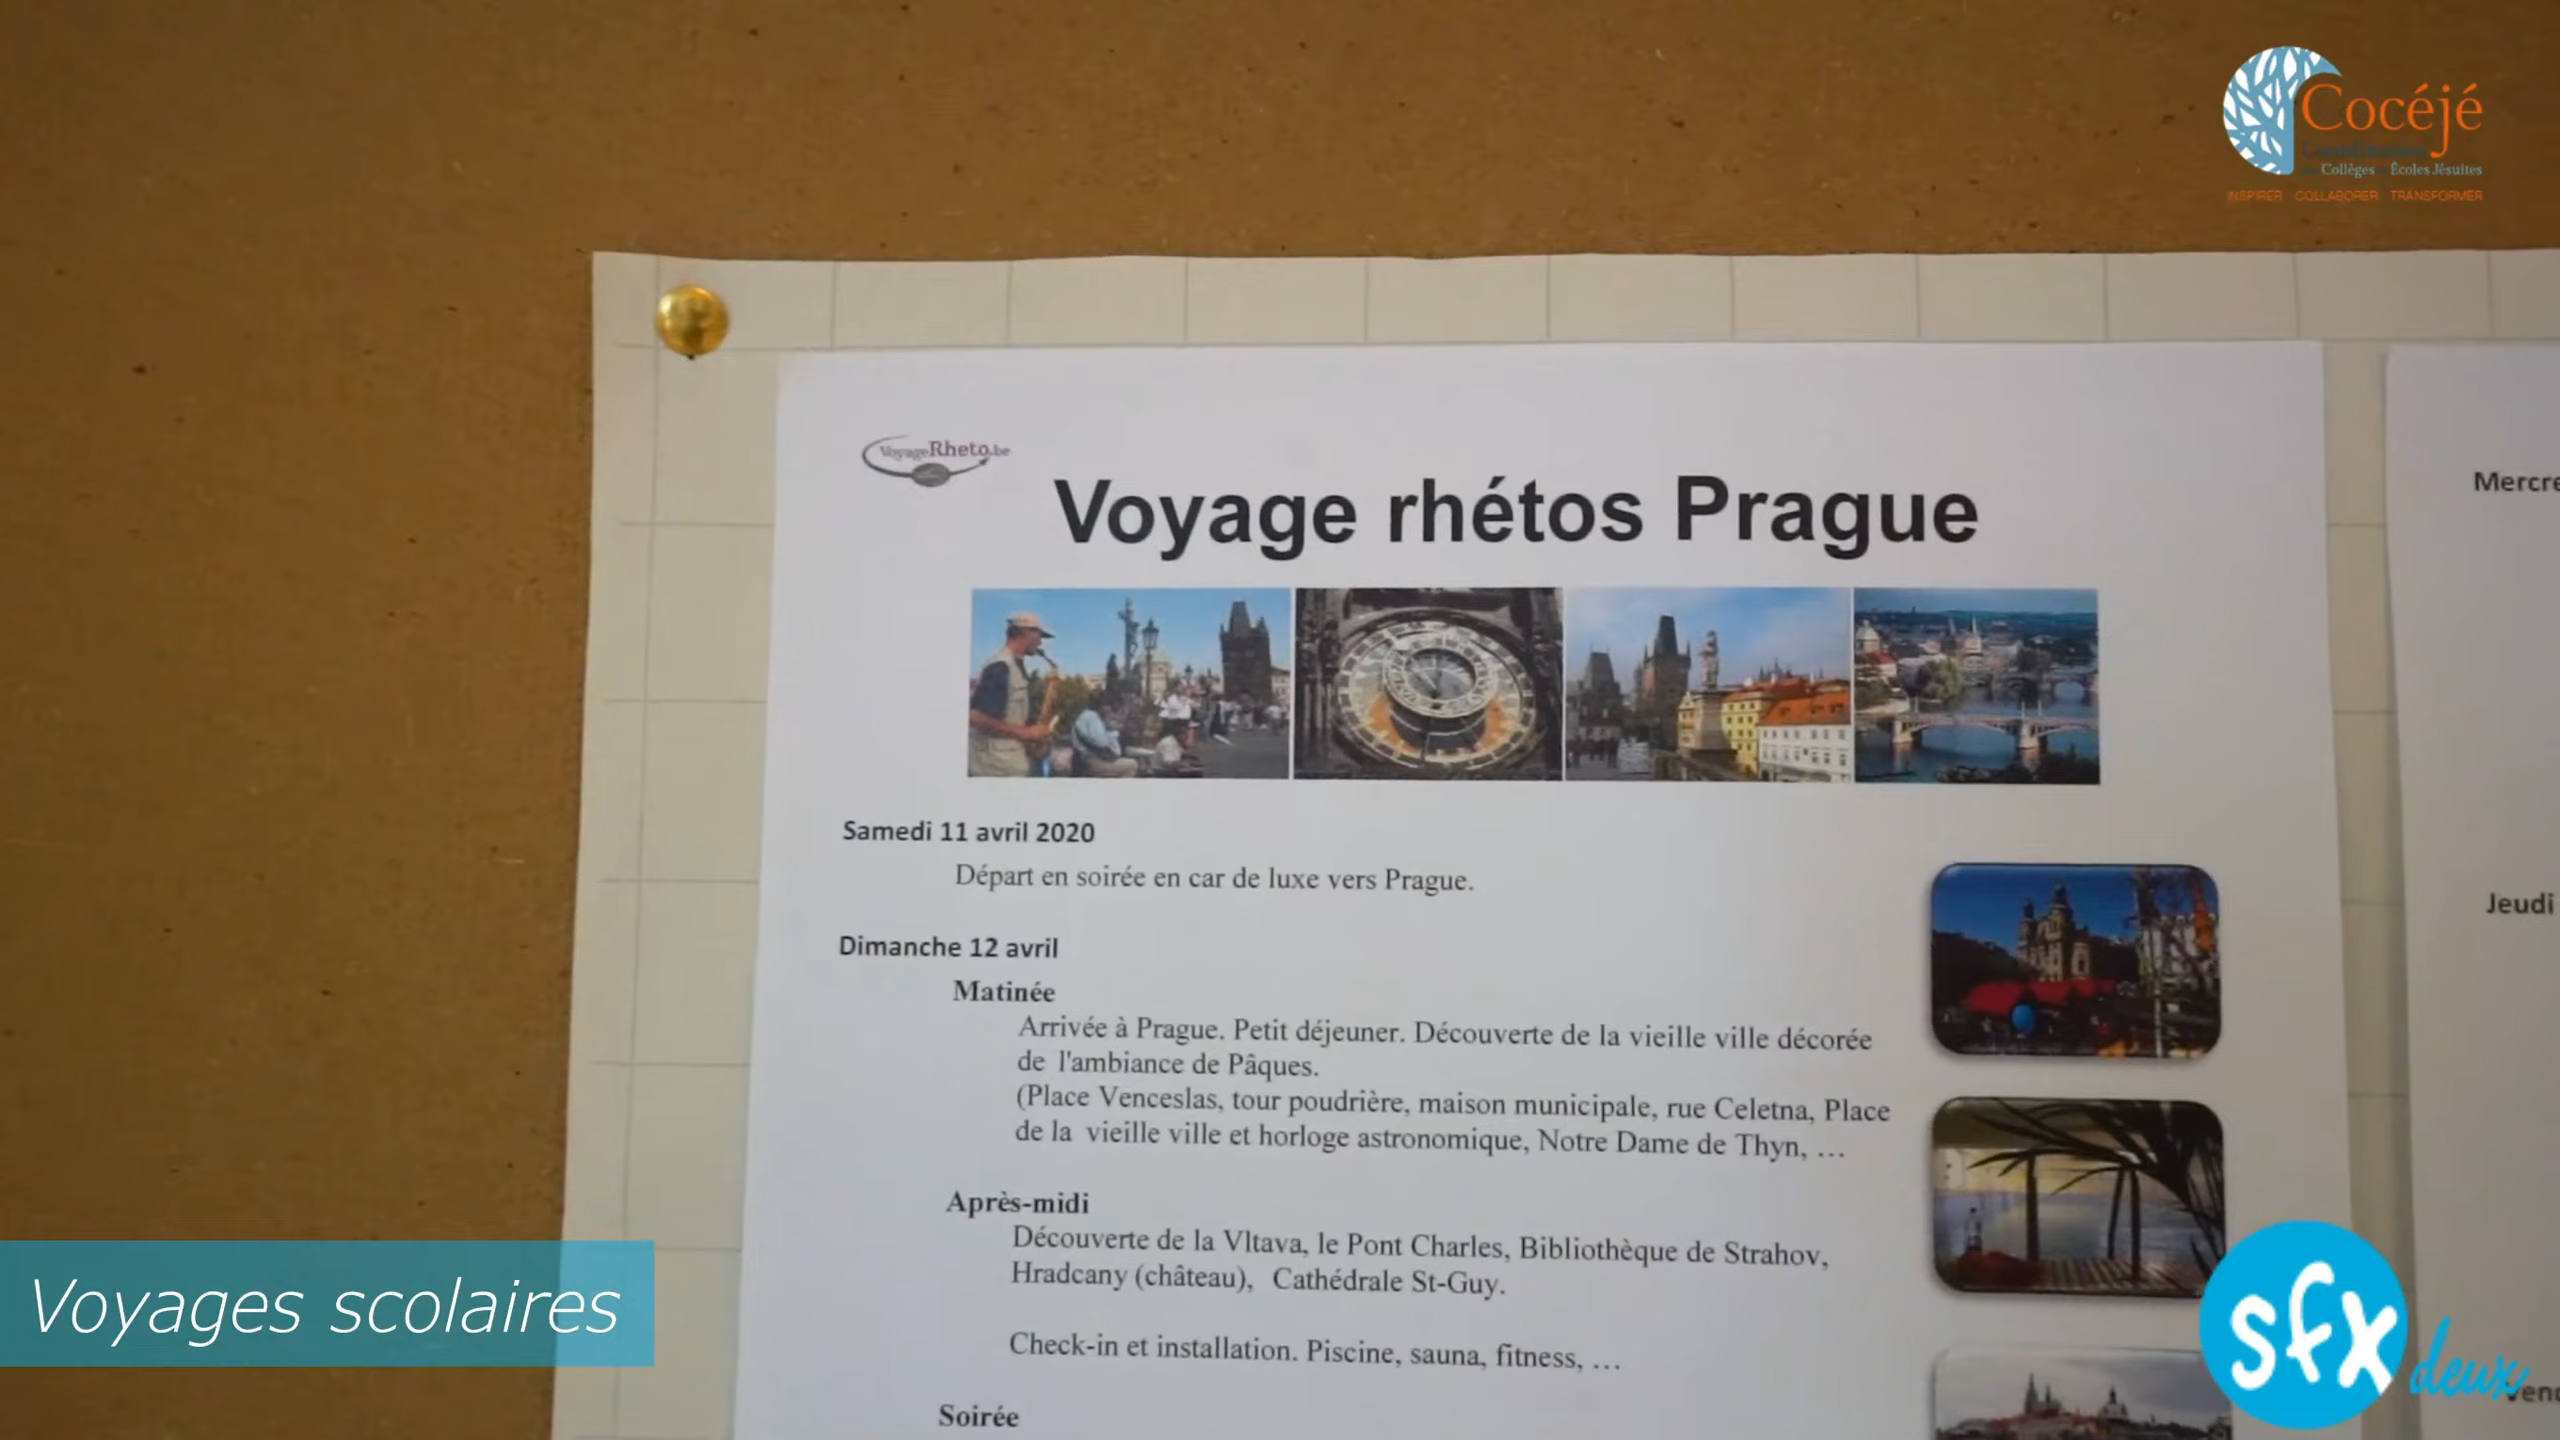 Cocéjé
Collèges Écoles Jésuites
INSPIRER COLLABORER TRANSFORMER
VoyageRheto.be
Voyage rhétos Prague
Samedi 11 avril 2020
Départ en soirée en car de luxe vers Prague.
Dimanche 12 avril
Matinée
Arrivée à Prague. Petit déjeuner. Découverte de la vieille ville décorée
de l'ambiance de Pâques.
(Place Venceslas, tour poudrière, maison municipale, rue Celetna, Place
de la vieille ville et horloge astronomique, Notre Dame de Thyn, …
Après-midi
Découverte de la Vltava, le Pont Charles, Bibliothèque de Strahov,
Hradcany (château), Cathédrale St-Guy.
Check-in et installation. Piscine, sauna, fitness, …
Soirée
Mercre
Jeudi
Vend
Voyages scolaires
sfx deux